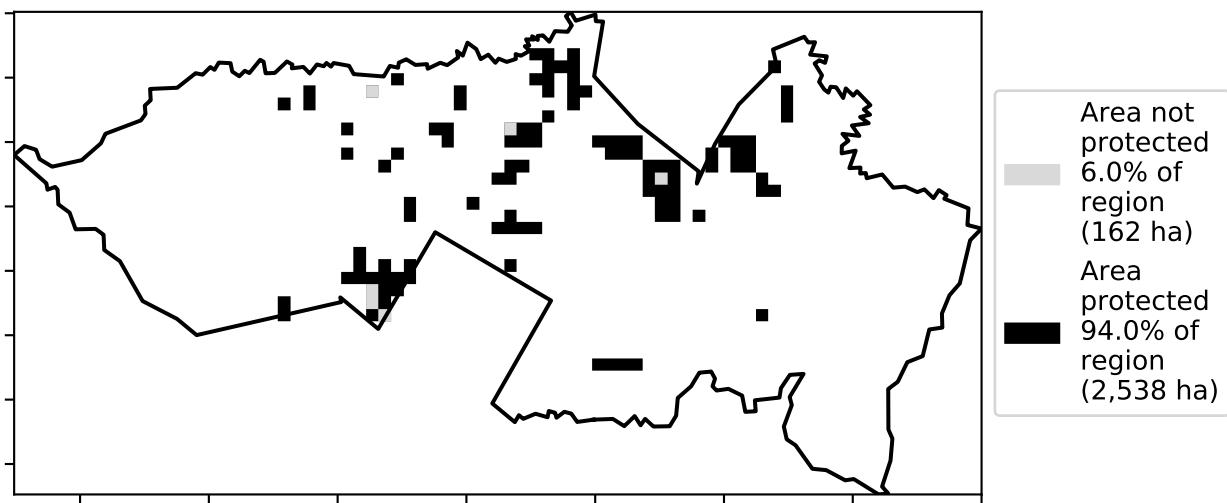 Area not
protected
6.0% of
region
(162 ha)
Area
protected
94.0% of
region
(2,538 ha)